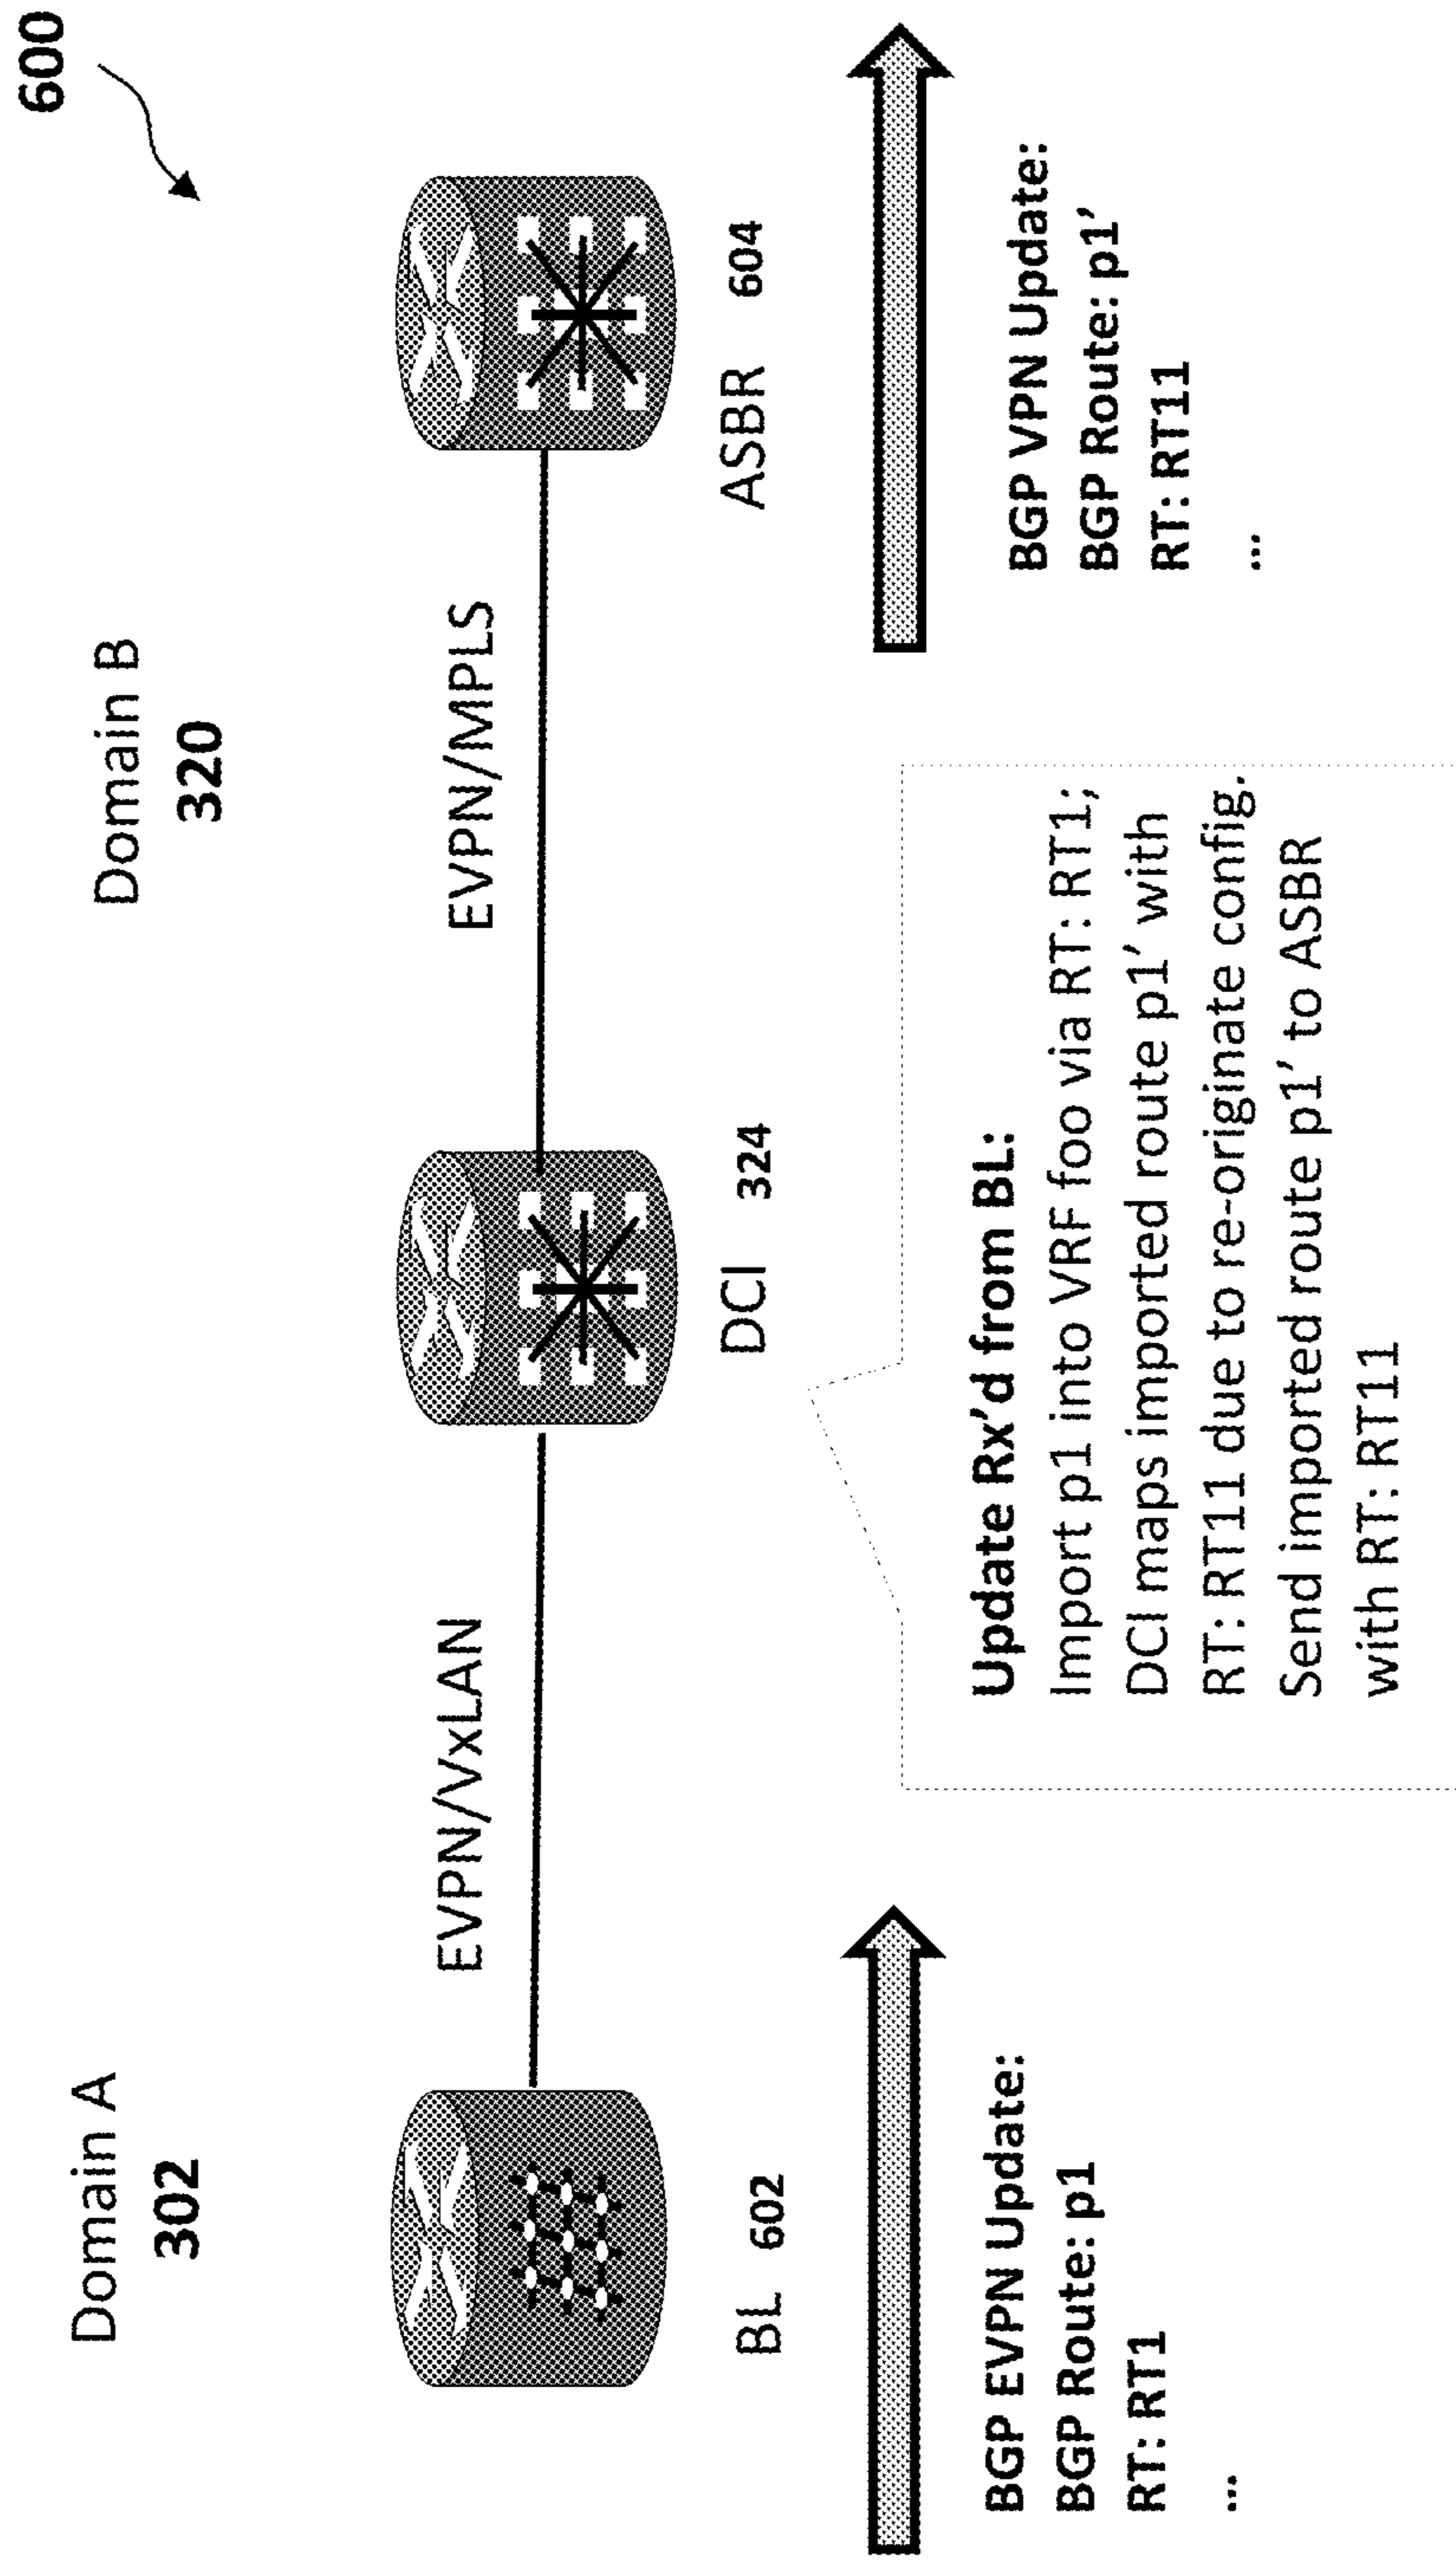 600
Domain A
302
Domain B
320
EVPN/VxLAN
EVPN/MPLS
BL 602
DCI 324
ASBR 604
BGP EVPN Update:
BGP Route: p1
RT: RT1
...
Update Rx'd from BL:
Import p1 into VRF foo via RT: RT1;
DCI maps imported route p1' with
RT: RT11 due to re-originate config.
Send imported route p1' to ASBR
with RT: RT11
BGP VPN Update:
BGP Route: p1'
RT: RT11
...